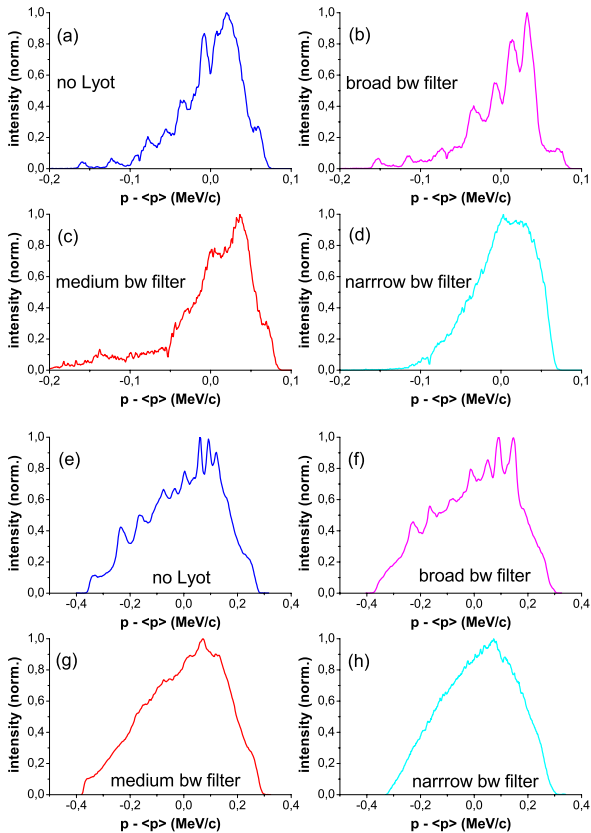 (a)
no Lyot
intensity (norm.)
1,0
0,8
0,6
0,4
0,2
0,0
-0,2 -0,1 0,0 0,1
p - <p> (MeV/c)
(b)
broad bw filter
intensity (norm.)
1,0
0,8
0,6
0,4
0,2
0,0
-0,2 -0,1 0,0 0,1
p - <p> (MeV/c)
(c)
medium bw filter
intensity (norm.)
1,0
0,8
0,6
0,4
0,2
0,0
-0,2 -0,1 0,0 0,1
p - <p> (MeV/c)
(d)
narrrow bw filter
intensity (norm.)
1,0
0,8
0,6
0,4
0,2
0,0
-0,2 -0,1 0,0 0,1
p - <p> (MeV/c)
(e)
no Lyot
intensity (norm.)
1,0
0,8
0,6
0,4
0,2
0,0
-0,4 -0,2 0,0 0,2 0,4
p - <p> (MeV/c)
(f)
broad bw filter
intensity (norm.)
1,0
0,8
0,6
0,4
0,2
0,0
-0,4 -0,2 0,0 0,2 0,4
p - <p> (MeV/c)
(g)
medium bw filter
intensity (norm.)
1,0
0,8
0,6
0,4
0,2
0,0
-0,4 -0,2 0,0 0,2 0,4
p - <p> (MeV/c)
(h)
narrrow bw filter
intensity (norm.)
1,0
0,8
0,6
0,4
0,2
0,0
-0,4 -0,2 0,0 0,2 0,4
p - <p> (MeV/c)